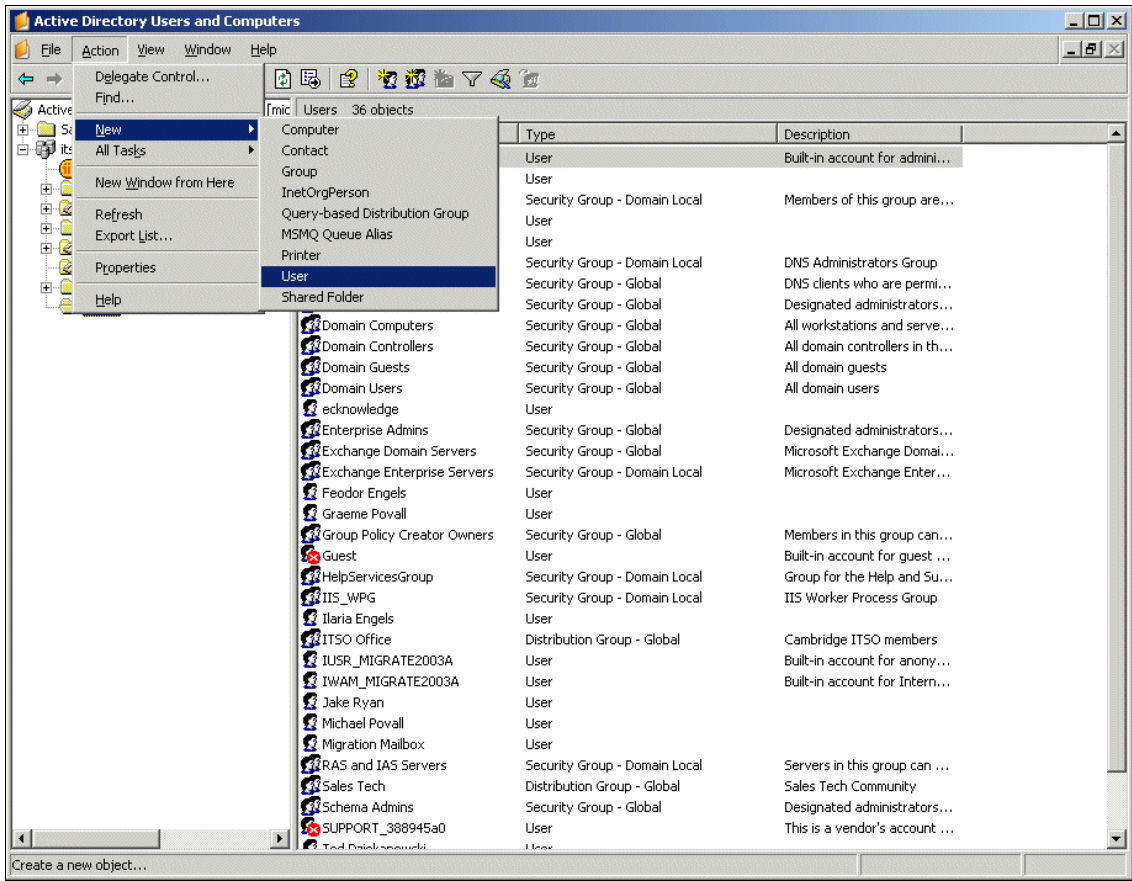 Active Directory Users and Computers
File Action View Window Help
Delegate Control...
Find...
New
All Tasks
New Window from Here
Refresh
Export List...
Properties
Help
Computer
Contact
Group
InetOrgPerson
Query-based Distribution Group
MSMQ Queue Alias
Printer
User
Shared Folder
Active
[mic Users 36 objects
Sa
its
Type Description
User Built-in account for admini...
User
Security Group - Domain Local Members of this group are...
User
User
Security Group - Domain Local DNS Administrators Group
Security Group - Global DNS clients who are permi...
Security Group - Global Designated administrators...
Domain Computers Security Group - Global All workstations and serve...
Domain Controllers Security Group - Global All domain controllers in th...
Domain Guests Security Group - Global All domain guests
Domain Users Security Group - Global All domain users
ecknowledge User
Enterprise Admins Security Group - Global Designated administrators...
Exchange Domain Servers Security Group - Global Microsoft Exchange Domai...
Exchange Enterprise Servers Security Group - Domain Local Microsoft Exchange Enter...
Feodor Engels User
Graeme Povall User
Group Policy Creator Owners Security Group - Global Members in this group can...
Guest User Built-in account for guest ...
HelpServicesGroup Security Group - Domain Local Group for the Help and Su...
IIS_WPG Security Group - Domain Local IIS Worker Process Group
Ilaria Engels User
ITSO Office Distribution Group - Global Cambridge ITSO members
IUSR_MIGRATE2003A User Built-in account for anony...
IWAM_MIGRATE2003A User Built-in account for Intern...
Jake Ryan User
Michael Povall User
Migration Mailbox User
RAS and IAS Servers Security Group - Domain Local Servers in this group can ...
Sales Tech Distribution Group - Global Sales Tech Community
Schema Admins Security Group - Global Designated administrators...
SUPPORT_388945a0 User This is a vendor's account ...
Ted Dziekanowski User
Create a new object...